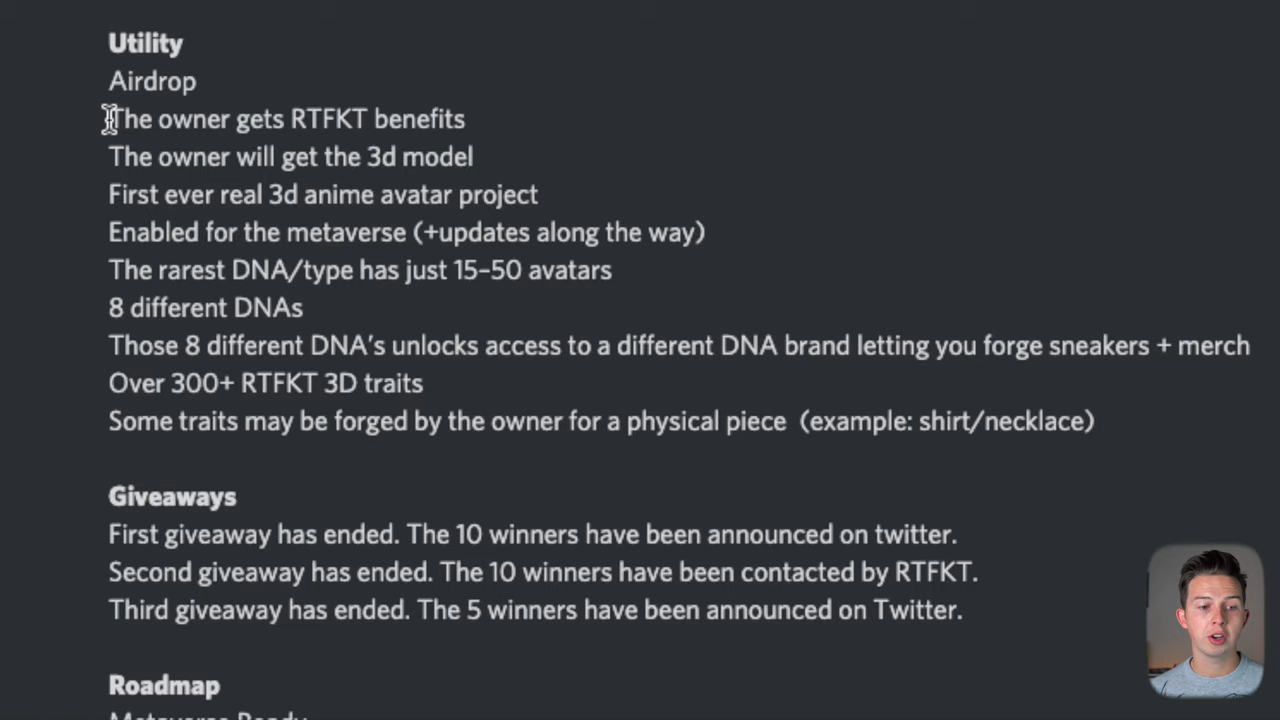 Utility
Airdrop
The owner gets RTFKT benefits
The owner will get the 3d model
First ever real 3d anime avatar project
Enabled for the metaverse (+updates along the way)
The rarest DNA/type has just 15–50 avatars
8 different DNAs
Those 8 different DNA’s unlocks access to a different DNA brand letting you forge sneakers + merch
Over 300+ RTFKT 3D traits
Some traits may be forged by the owner for a physical piece (example: shirt/necklace)
Giveaways
First giveaway has ended. The 10 winners have been announced on twitter.
Second giveaway has ended. The 10 winners have been contacted by RTFKT.
Third giveaway has ended. The 5 winners have been announced on Twitter.
Roadmap
Metaverse Ready